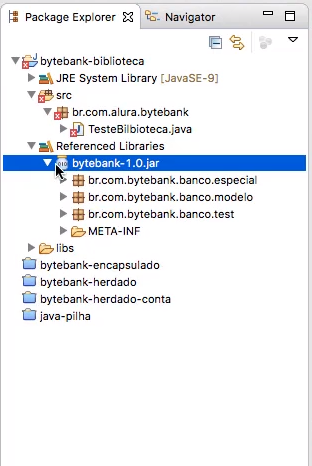 Package Explorer Navigator
bytebank-biblioteca
JRE System Library [JavaSE-9]
src
br.com.alura.bytebank
TesteBilbioteca.java
Referenced Libraries
bytebank-1.0.jar
br.com.bytebank.banco.especial
br.com.bytebank.banco.modelo
br.com.bytebank.banco.test
META-INF
libs
bytebank-encapsulado
bytebank-herdado
bytebank-herdado-conta
java-pilha